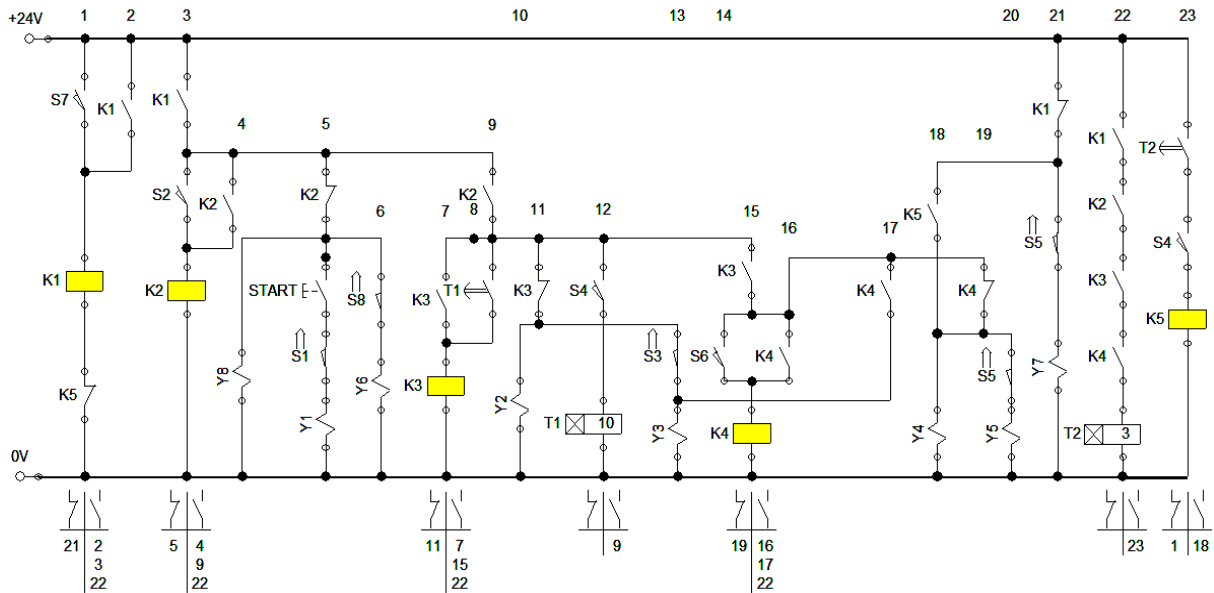 1 2 3 10 13 14 20 21 22 23
+24V
S7 K1 K1 K1
4 5 9 18 19 K1 T2
S2 K2 K2 6 7 8 K2 11 12 15 16 17 K5 S5 K2 S4
K1 K2 START S8 K3 T1 K3 S4 K3 K4 K4 K3 K5
S1 S3 S6 K4 S5 K4
K5 Y8 Y1 Y6 K3 Y2 T1 10 Y3 K4 Y4 Y5 Y7 T2 3
0V
21 2 5 4 11 7 9 19 16 23 1 18
3 9 15 17
22 22 22 22